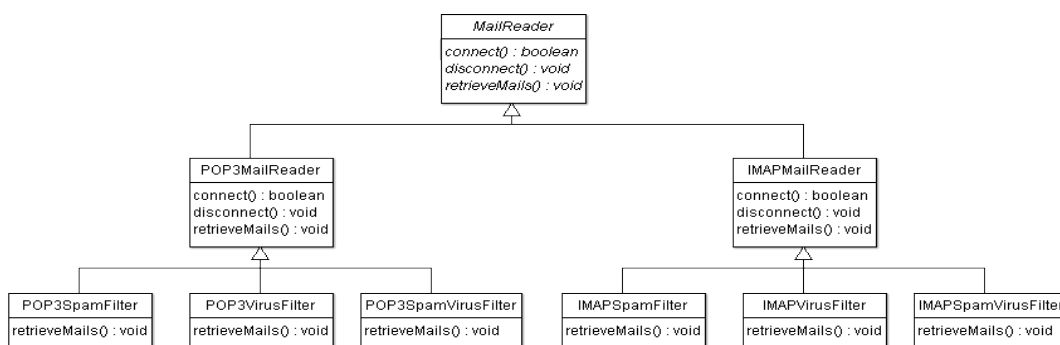 MailReader
connect() : boolean
disconnect() : void
retrieveMails() : void
POP3MailReader
connect() : boolean
disconnect() : void
retrieveMails() : void
IMAPMailReader
connect() : boolean
disconnect() : void
retrieveMails() : void
POP3SpamFilter
retrieveMails() : void
POP3VirusFilter
retrieveMails() : void
POP3SpamVirusFilter
retrieveMails() : void
IMAPSpamFilter
retrieveMails() : void
IMAPVirusFilter
retrieveMails() : void
IMAPSpamVirusFilter
retrieveMails() : void